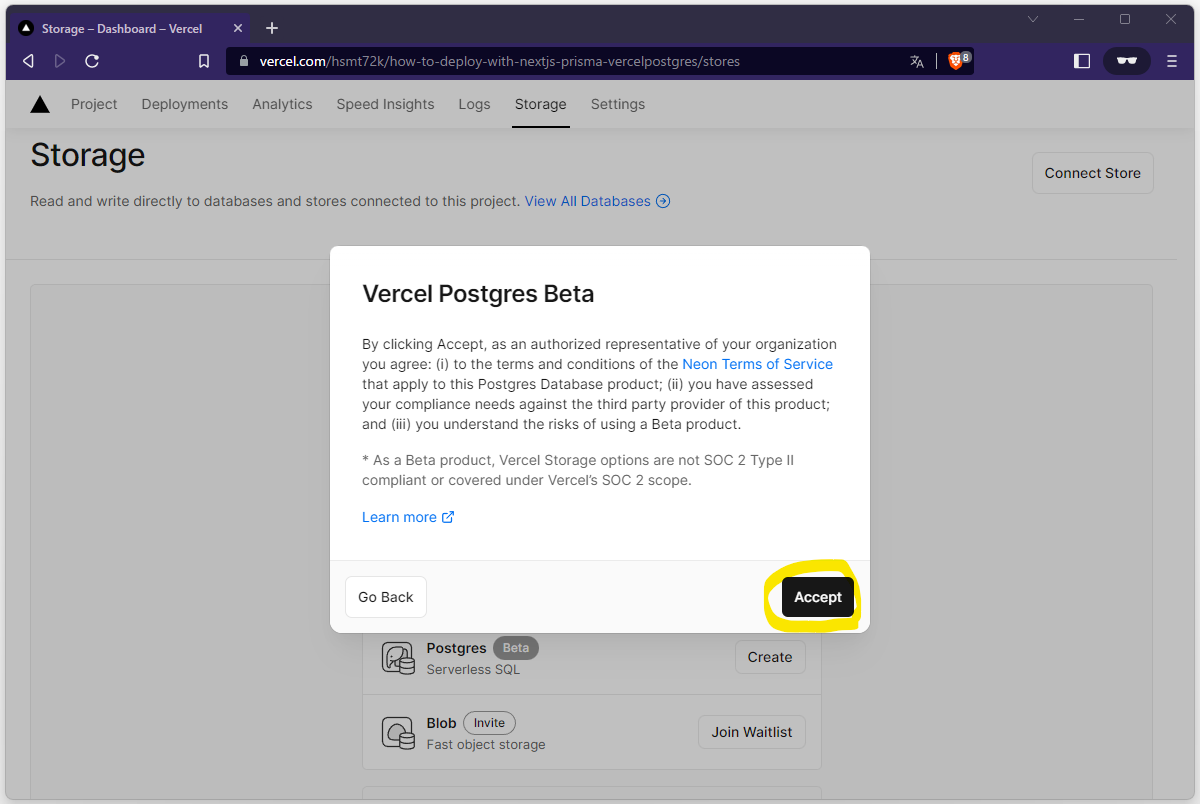 Storage – Dashboard – Vercel
vercel.com/hsmt72k/how-to-deploy-with-nextjs-prisma-vercelpostgres/stores
8
Project Deployments Analytics Speed Insights Logs Storage Settings
Storage
Connect Store
Read and write directly to databases and stores connected to this project. View All Databases
Vercel Postgres Beta
By clicking Accept, as an authorized representative of your organization
you agree: (i) to the terms and conditions of the Neon Terms of Service
that apply to this Postgres Database product; (ii) you have assessed
your compliance needs against the third party provider of this product;
and (iii) you understand the risks of using a Beta product.
* As a Beta product, Vercel Storage options are not SOC 2 Type II
compliant or covered under Vercel's SOC 2 scope.
Learn more
Go Back
Accept
Postgres Beta
Serverless SQL
Create
Blob Invite
Fast object storage
Join Waitlist